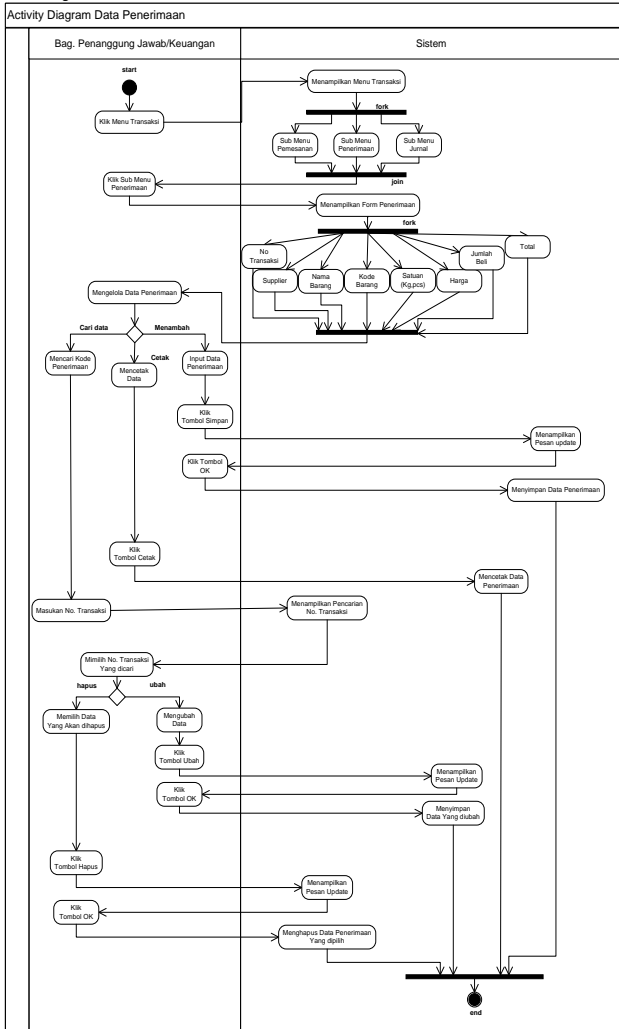 Activity Diagram Data Penerimaan
Bag. Penanggung Jawab/Keuangan
Sistem
start
Menampilkan Menu Transaksi
Klik Menu Transaksi
fork
Sub Menu
Pemesanan
Sub Menu
Penerimaan
Sub Menu
Jurnal
join
Klik Sub Menu
Penerimaan
Menampilkan Form Penerimaan
fork
No
Transaksi
Supplier
Nama
Barang
Kode
Barang
Satuan
(Kg,pcs)
Harga
Jumlah
Beli
Total
Mengelola Data Penerimaan
Cari data
Menambah
Cetak
Mencari Kode
Penerimaan
Mencetak
Data
Input Data
Penerimaan
Klik
Tombol Simpan
Menampilkan
Pesan update
Klik Tombol
OK
Menyimpan Data Penerimaan
Klik
Tombol Cetak
Mencetak Data
Penerimaan
Masukan No. Transaksi
Menampilkan Pencarian
No. Transaksi
Mimilih No. Transaksi
Yang dicari
hapus
ubah
Memilih Data
Yang Akan dihapus
Mengubah
Data
Klik
Tombol Ubah
Menampilkan
Pesan Update
Klik
Tombol OK
Menyimpan
Data Yang diubah
Klik
Tombol Hapus
Menampilkan
Pesan Update
Klik
Tombol OK
Menghapus Data Penerimaan
Yang dipilih
end